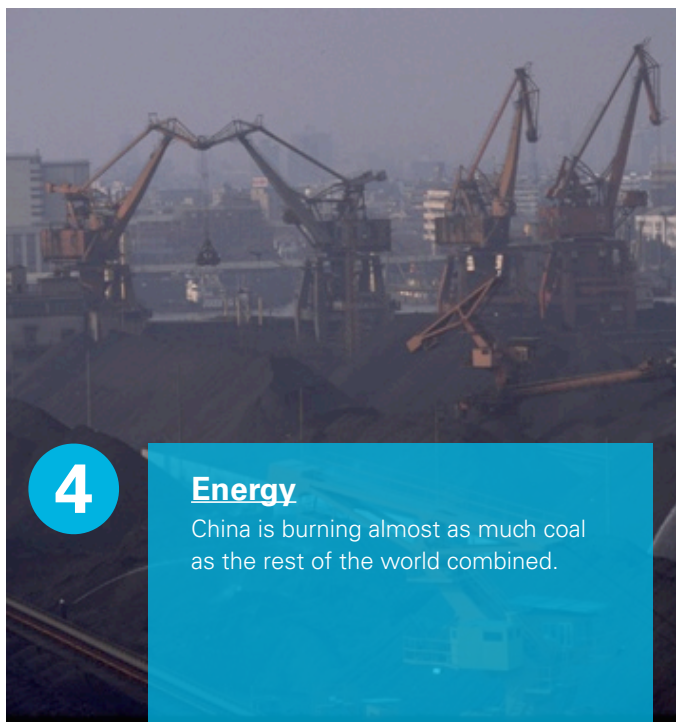 4
Energy
China is burning almost as much coal
as the rest of the world combined.